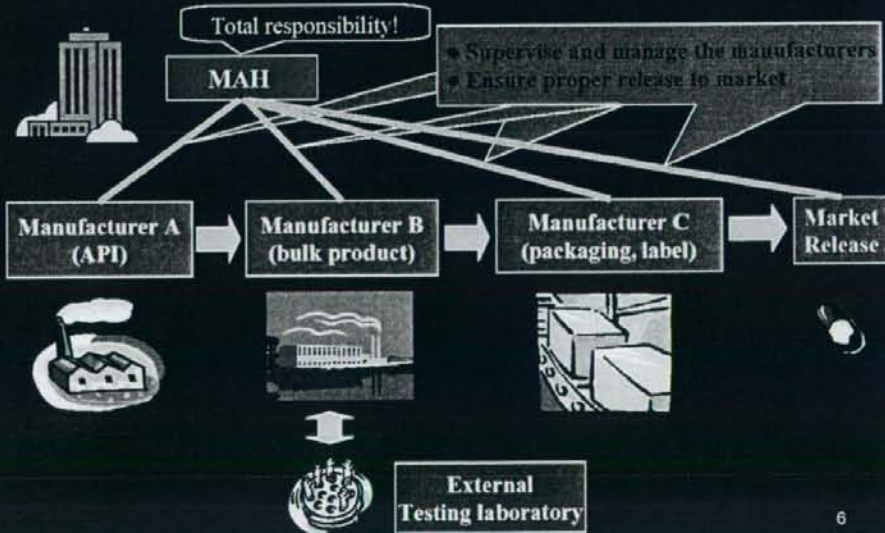 Total responsibility!
MAH
● Supervise and manage the manufacturers
● Ensure proper release to market
Manufacturer A
(API)
Manufacturer B
(bulk product)
Manufacturer C
(packaging, label)
Market
Release
External
Testing laboratory
6